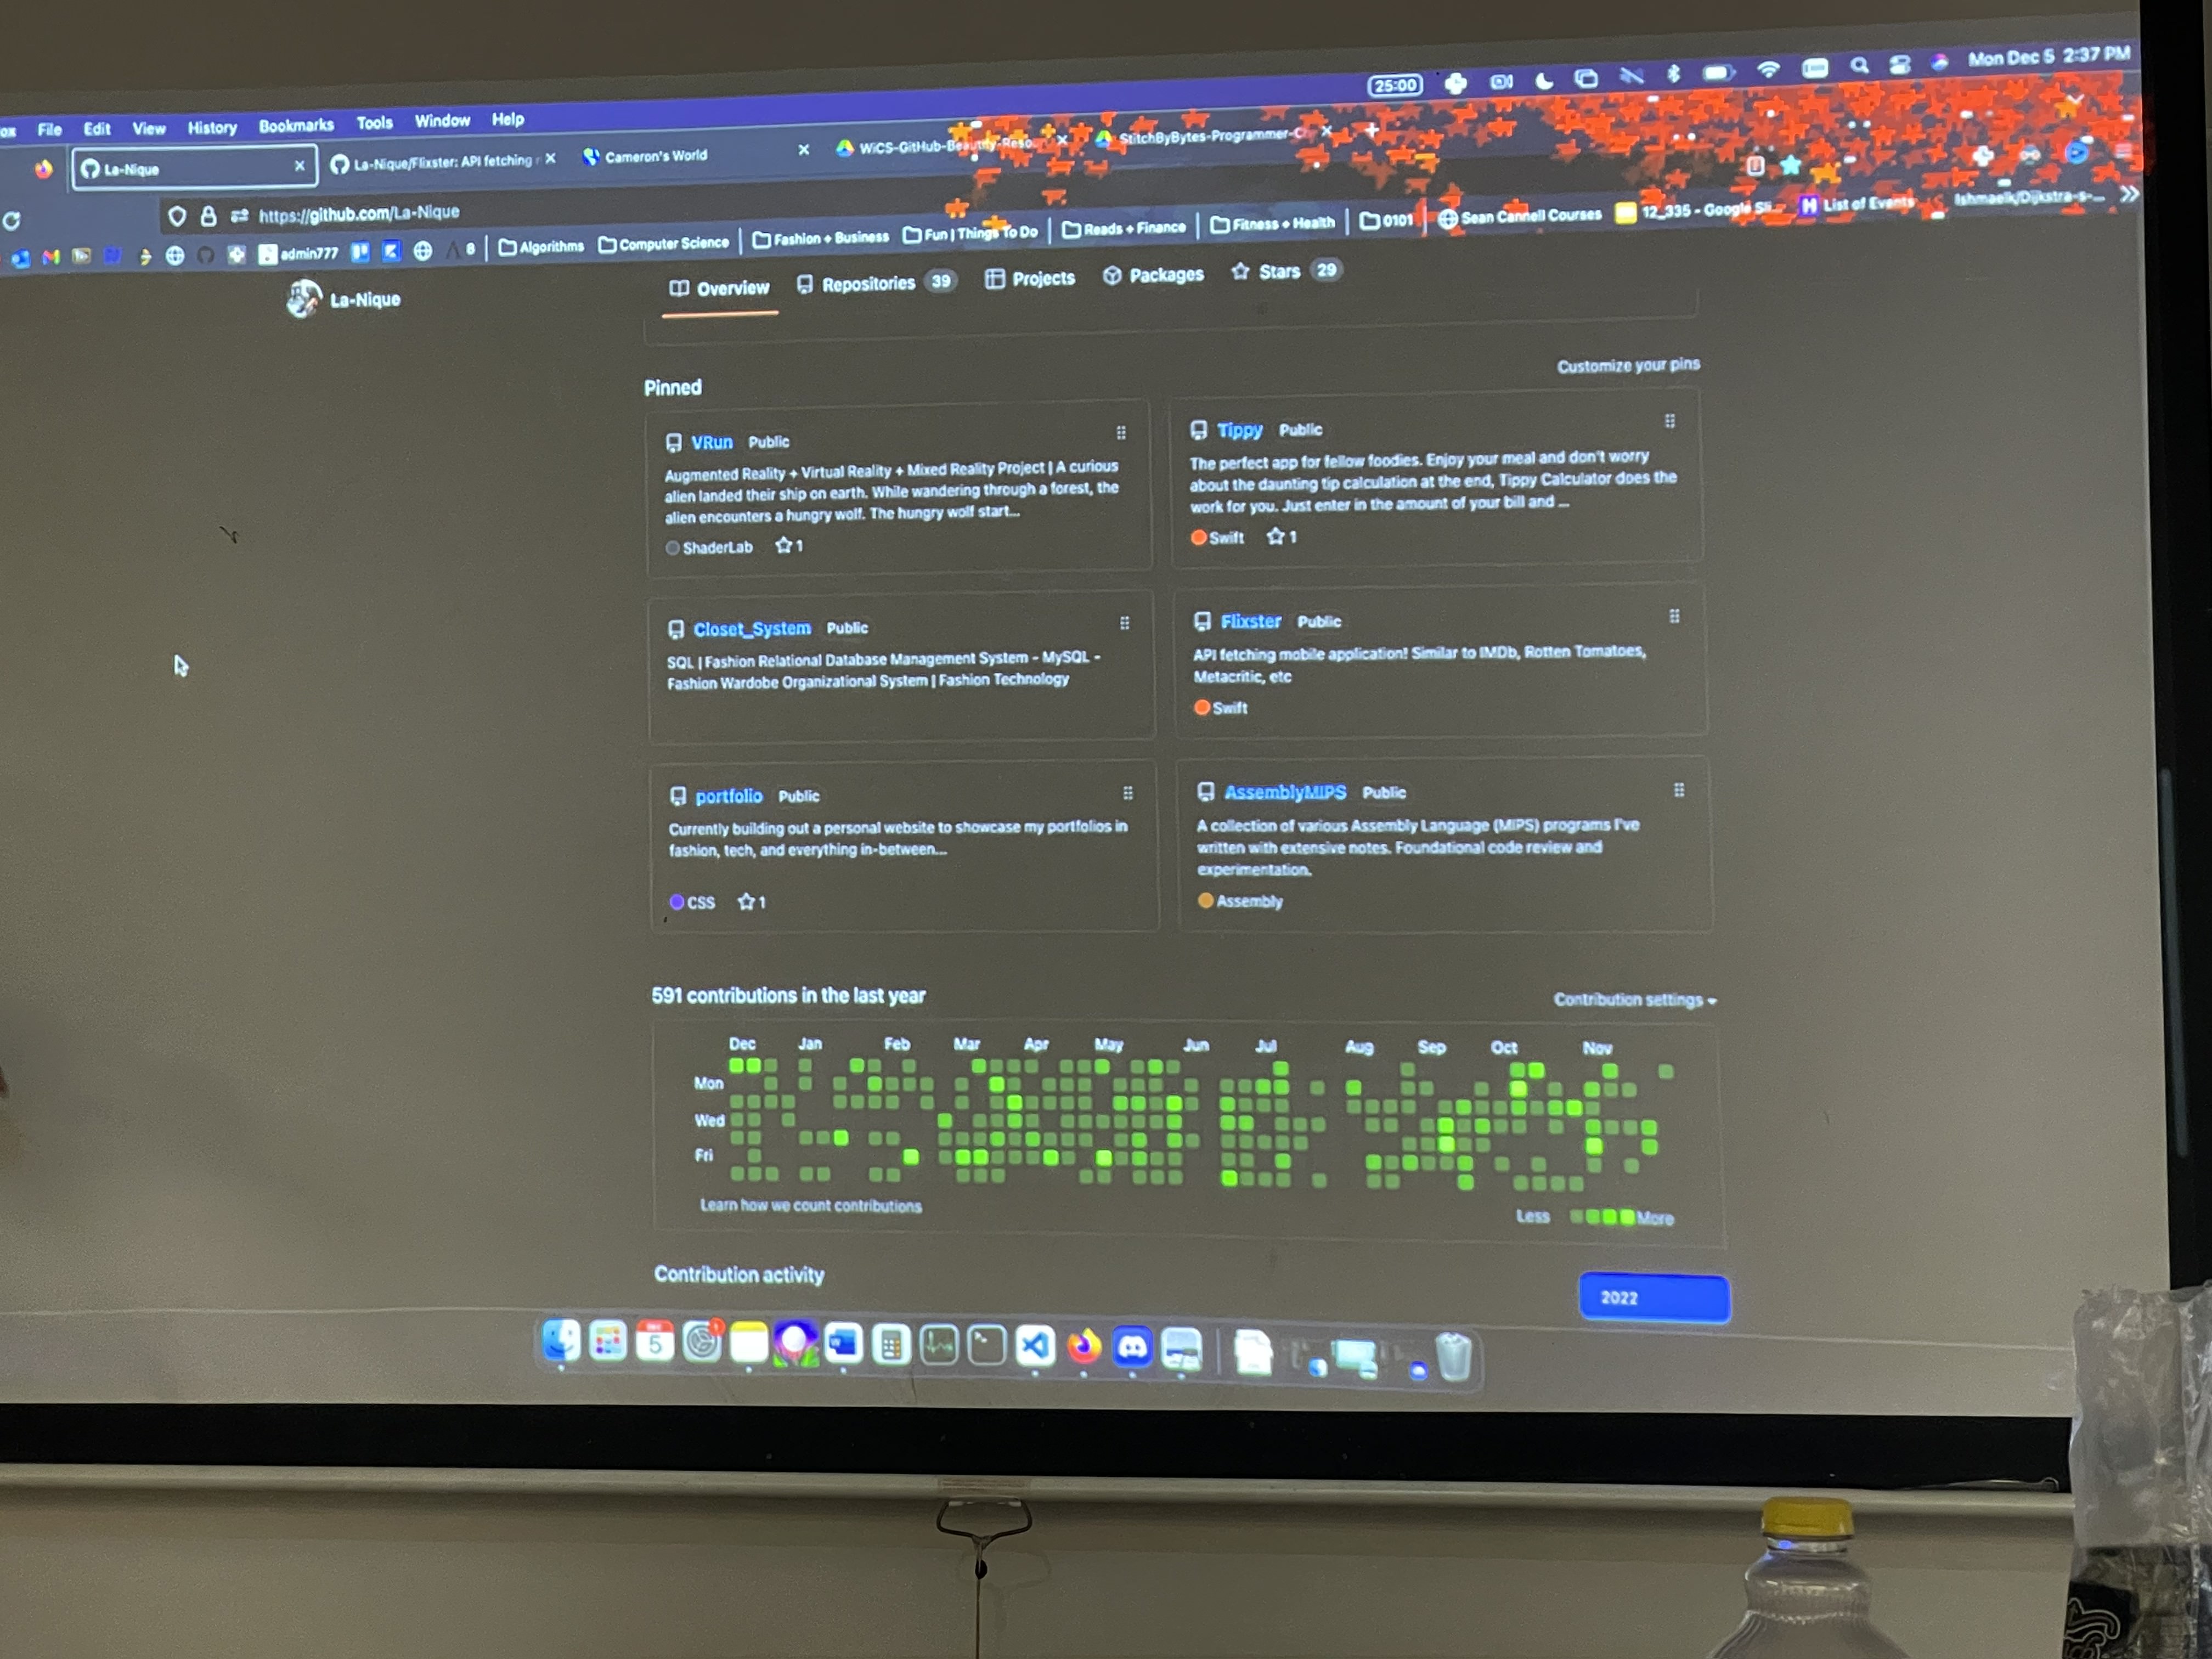 25:00 Mon Dec 5 2:37 PM
File Edit View History Bookmarks Tools Window Help
La-Nique
La-Nique/Flixster: API fetching
Cameron's World
WiCS-GitHub-Beautify-Reso
StitchByBytes-Programmer-C
https://github.com/La-Nique
admin777
8
Algorithms
Computer Science
Fashion + Business
Fun | Things To Do
Reads + Finance
Fitness + Health
0101
Sean Cannell Courses
12_335 - Google Sli...
List of Events
Ishmaelk/Dijkstra-s-...
La-Nique
Overview
Repositories 39
Projects
Packages
Stars 29
Pinned
Customize your pins
VRun Public
Augmented Reality + Virtual Reality + Mixed Reality Project | A curious
alien landed their ship on earth. While wandering through a forest, the
alien encounters a hungry wolf. The hungry wolf start...
ShaderLab 1
Tippy Public
The perfect app for fellow foodies. Enjoy your meal and don't worry
about the daunting tip calculation at the end, Tippy Calculator does the
work for you. Just enter in the amount of your bill and ...
Swift 1
Closet_System Public
SQL | Fashion Relational Database Management System - MySQL -
Fashion Wardobe Organizational System | Fashion Technology
Flixster Public
API fetching mobile application! Similar to IMDb, Rotten Tomatoes,
Metacritic, etc
Swift
portfolio Public
Currently building out a personal website to showcase my portfolios in
fashion, tech, and everything in-between...
CSS 1
AssemblyMIPS Public
A collection of various Assembly Language (MIPS) programs I've
written with extensive notes. Foundational code review and
experimentation.
Assembly
591 contributions in the last year
Contribution settings
Dec Jan Feb Mar Apr May Jun Jul Aug Sep Oct Nov
Mon
Wed
Fri
Learn how we count contributions
Less More
Contribution activity
2022
5